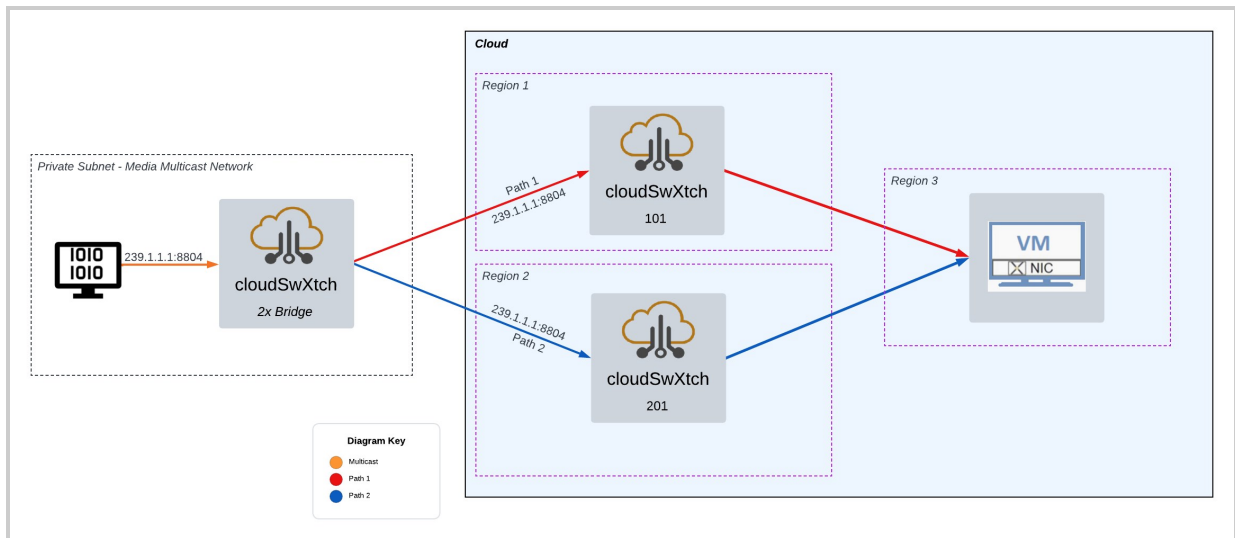 Cloud
Region 1
cloudSwXtch
101
Private Subnet - Media Multicast Network
1010
1010
239.1.1.1:8804
cloudSwXtch
2x Bridge
Path 1
239.1.1.1:8804
239.1.1.1:8804
Path 2
Region 2
cloudSwXtch
201
Region 3
VM
NIC
Diagram Key
Multicast
Path 1
Path 2